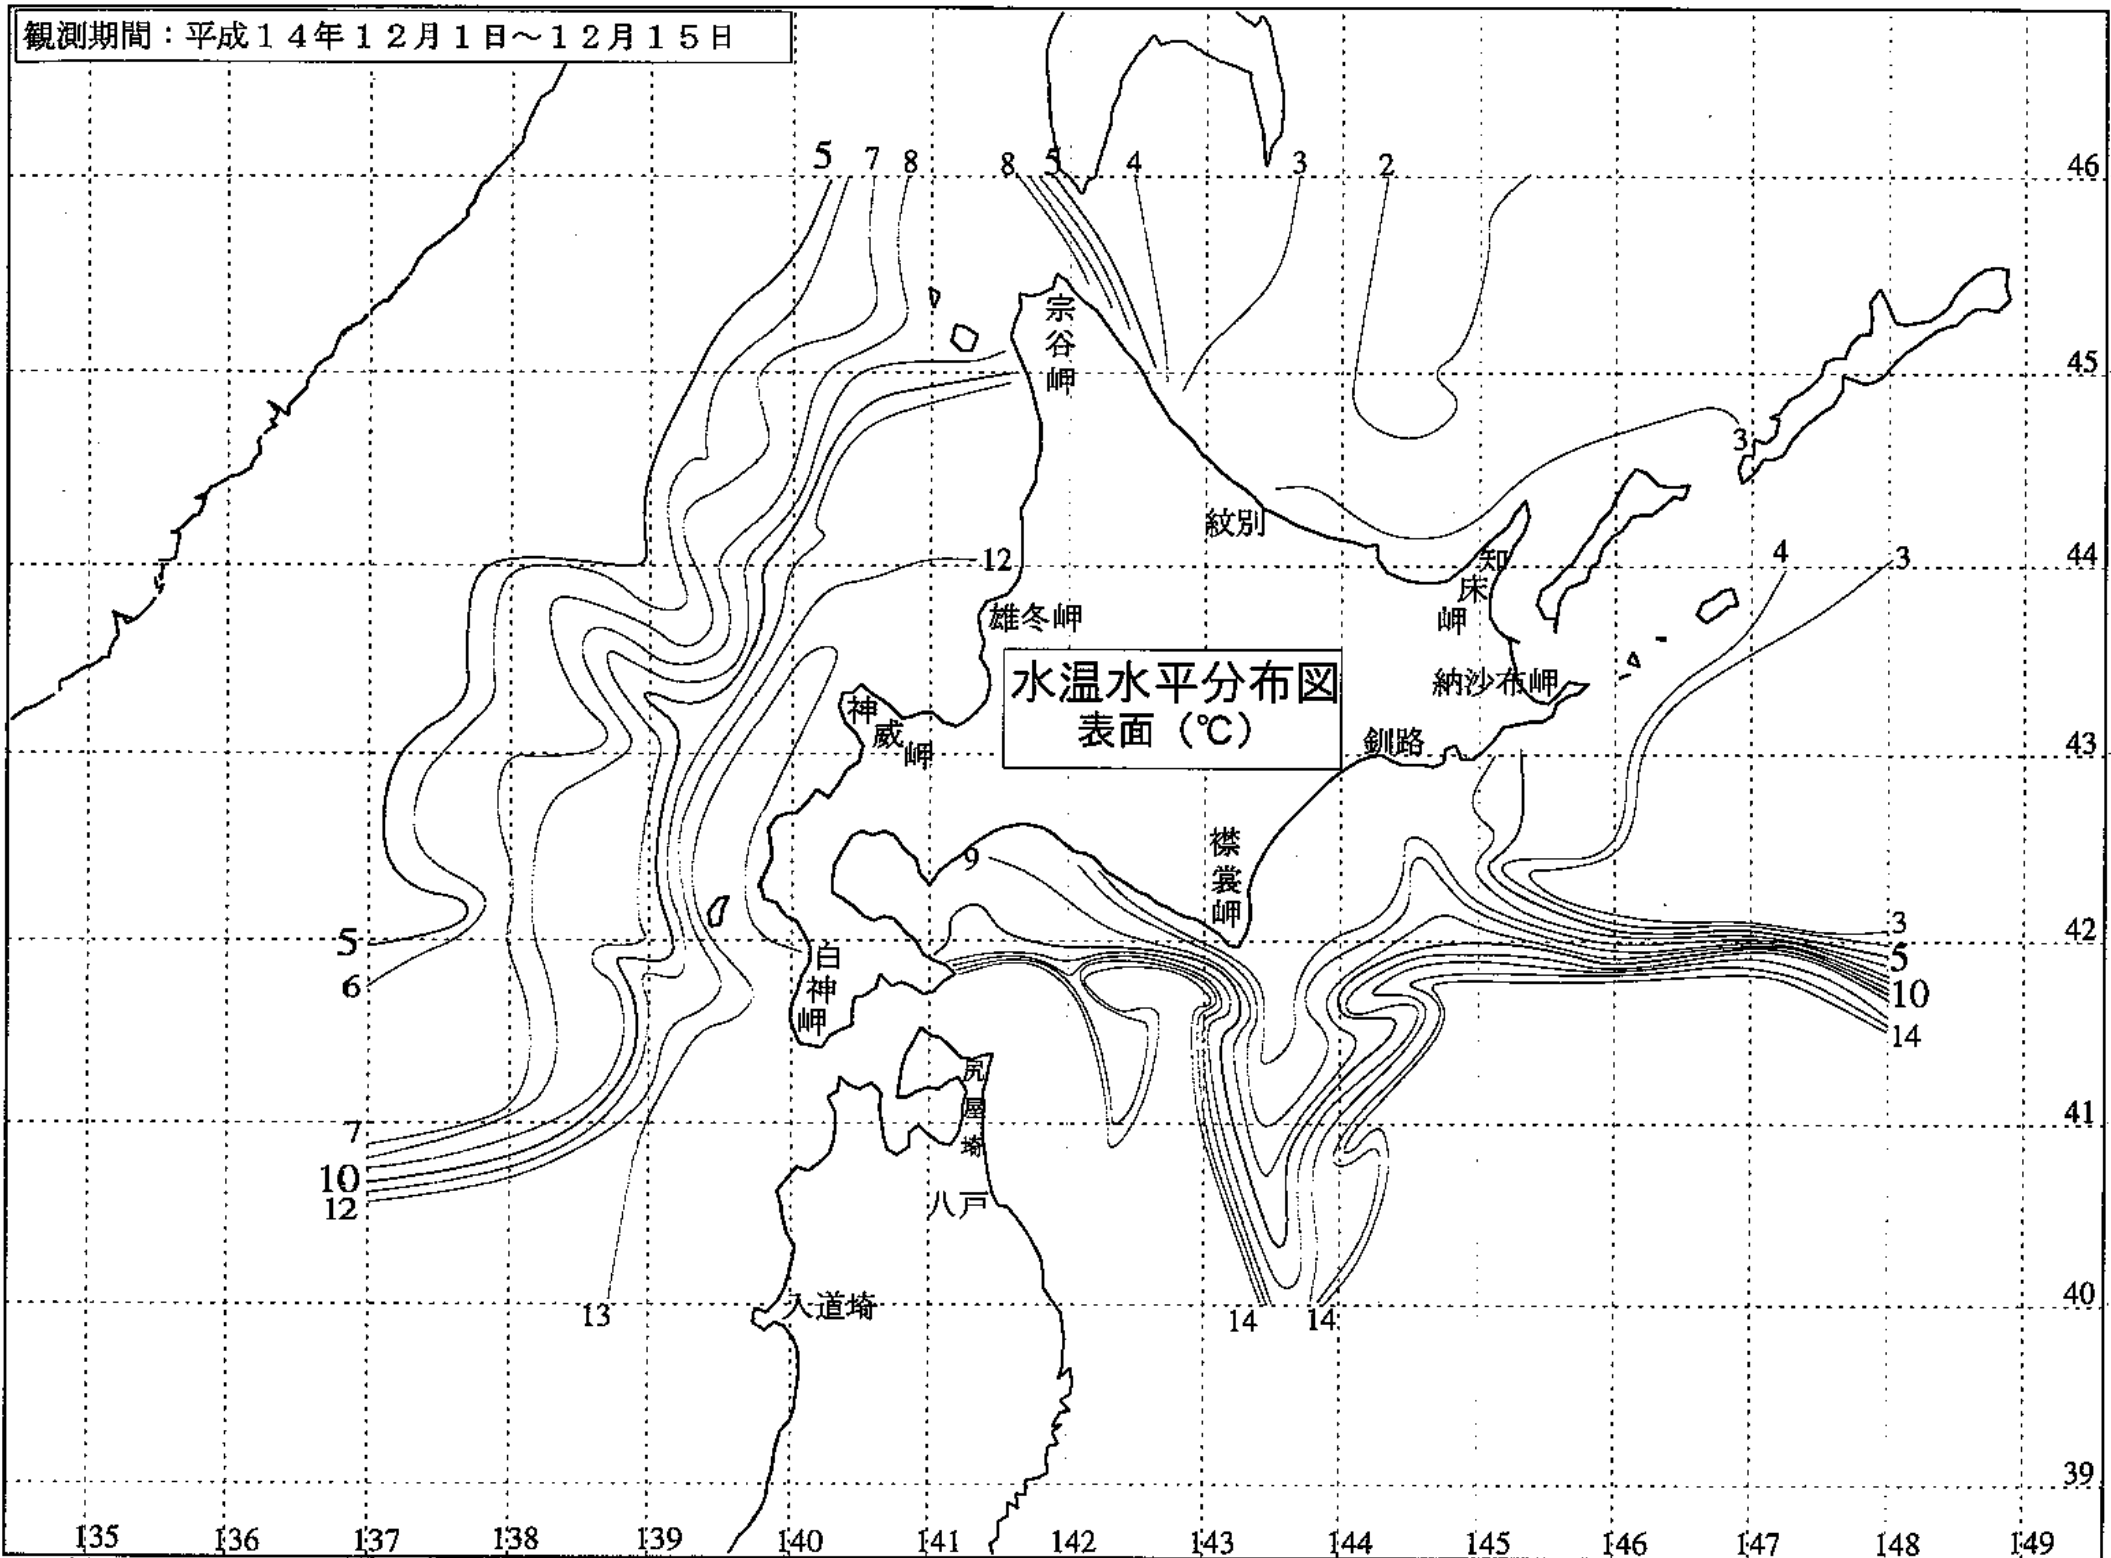 観測期間：平成１４年１２月１日～１２月１５日
5 7 8 8 5 4 3 2 46
宗谷岬
45
3
紋別
12
知床岬
4 3 44
雄冬岬
水温水平分布図
表面（℃）
納沙布岬
神威岬
釧路
43
襟裳岬
9
3
42
5
白神岬
5
6
10
14
尻屋埼
7
41
10
12
八戸
入道埼
13 14 14 40
39
135 136 137 138 139 140 141 142 143 144 145 146 147 148 149